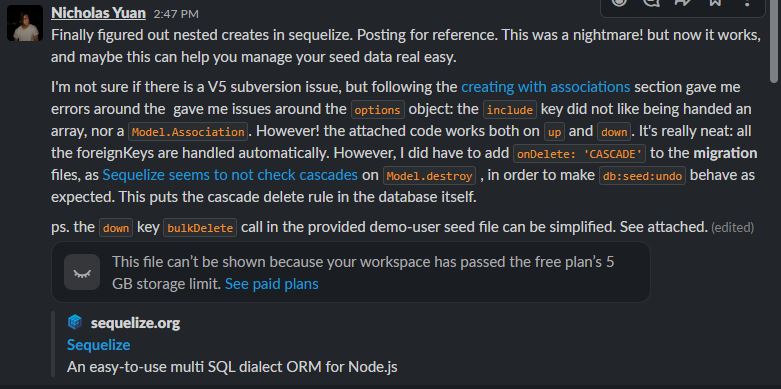 Nicholas Yuan 2:47 PM
Finally figured out nested creates in sequelize. Posting for reference. This was a nightmare! but now it works,
and maybe this can help you manage your seed data real easy.
I'm not sure if there is a V5 subversion issue, but following the creating with associations section gave me
errors around the gave me issues around the options object: the include key did not like being handed an
array, nor a Model.Association. However! the attached code works both on up and down. It's really neat: all
the foreignKeys are handled automatically. However, I did have to add onDelete: 'CASCADE' to the migration
files, as Sequelize seems to not check cascades on Model.destroy , in order to make db:seed:undo behave as
expected. This puts the cascade delete rule in the database itself.
ps. the down key bulkDelete call in the provided demo-user seed file can be simplified. See attached. (edited)
This file can't be shown because your workspace has passed the free plan's 5
GB storage limit. See paid plans
sequelize.org
Sequelize
An easy-to-use multi SQL dialect ORM for Node.js